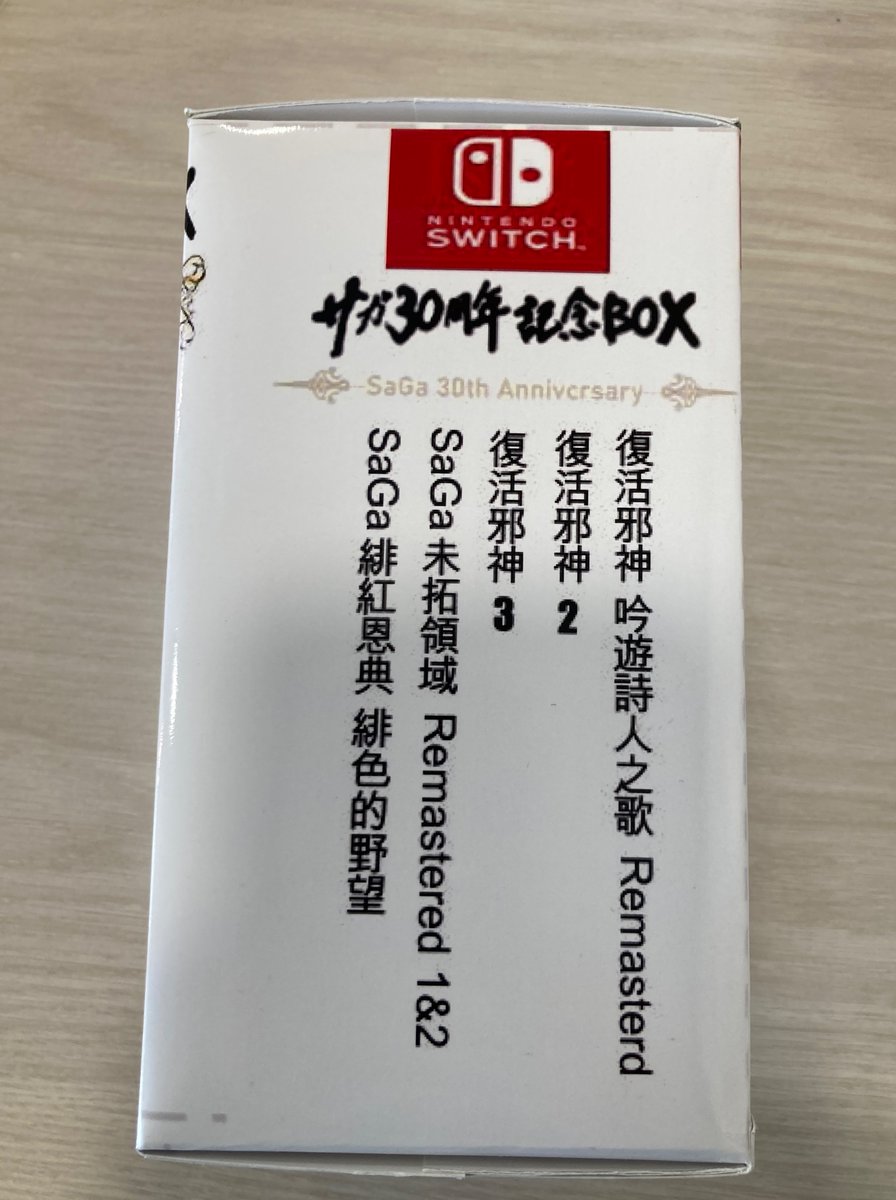 NINTENDO
SWITCH™
サガ30周年記念BOX
SaGa 30th Annivcrsary
復活邪神 吟遊詩人之歌 Remasterd
復活邪神 2
復活邪神 3
SaGa 未拓領域 Remastered 1&2
SaGa 緋紅恩典 緋色的野望